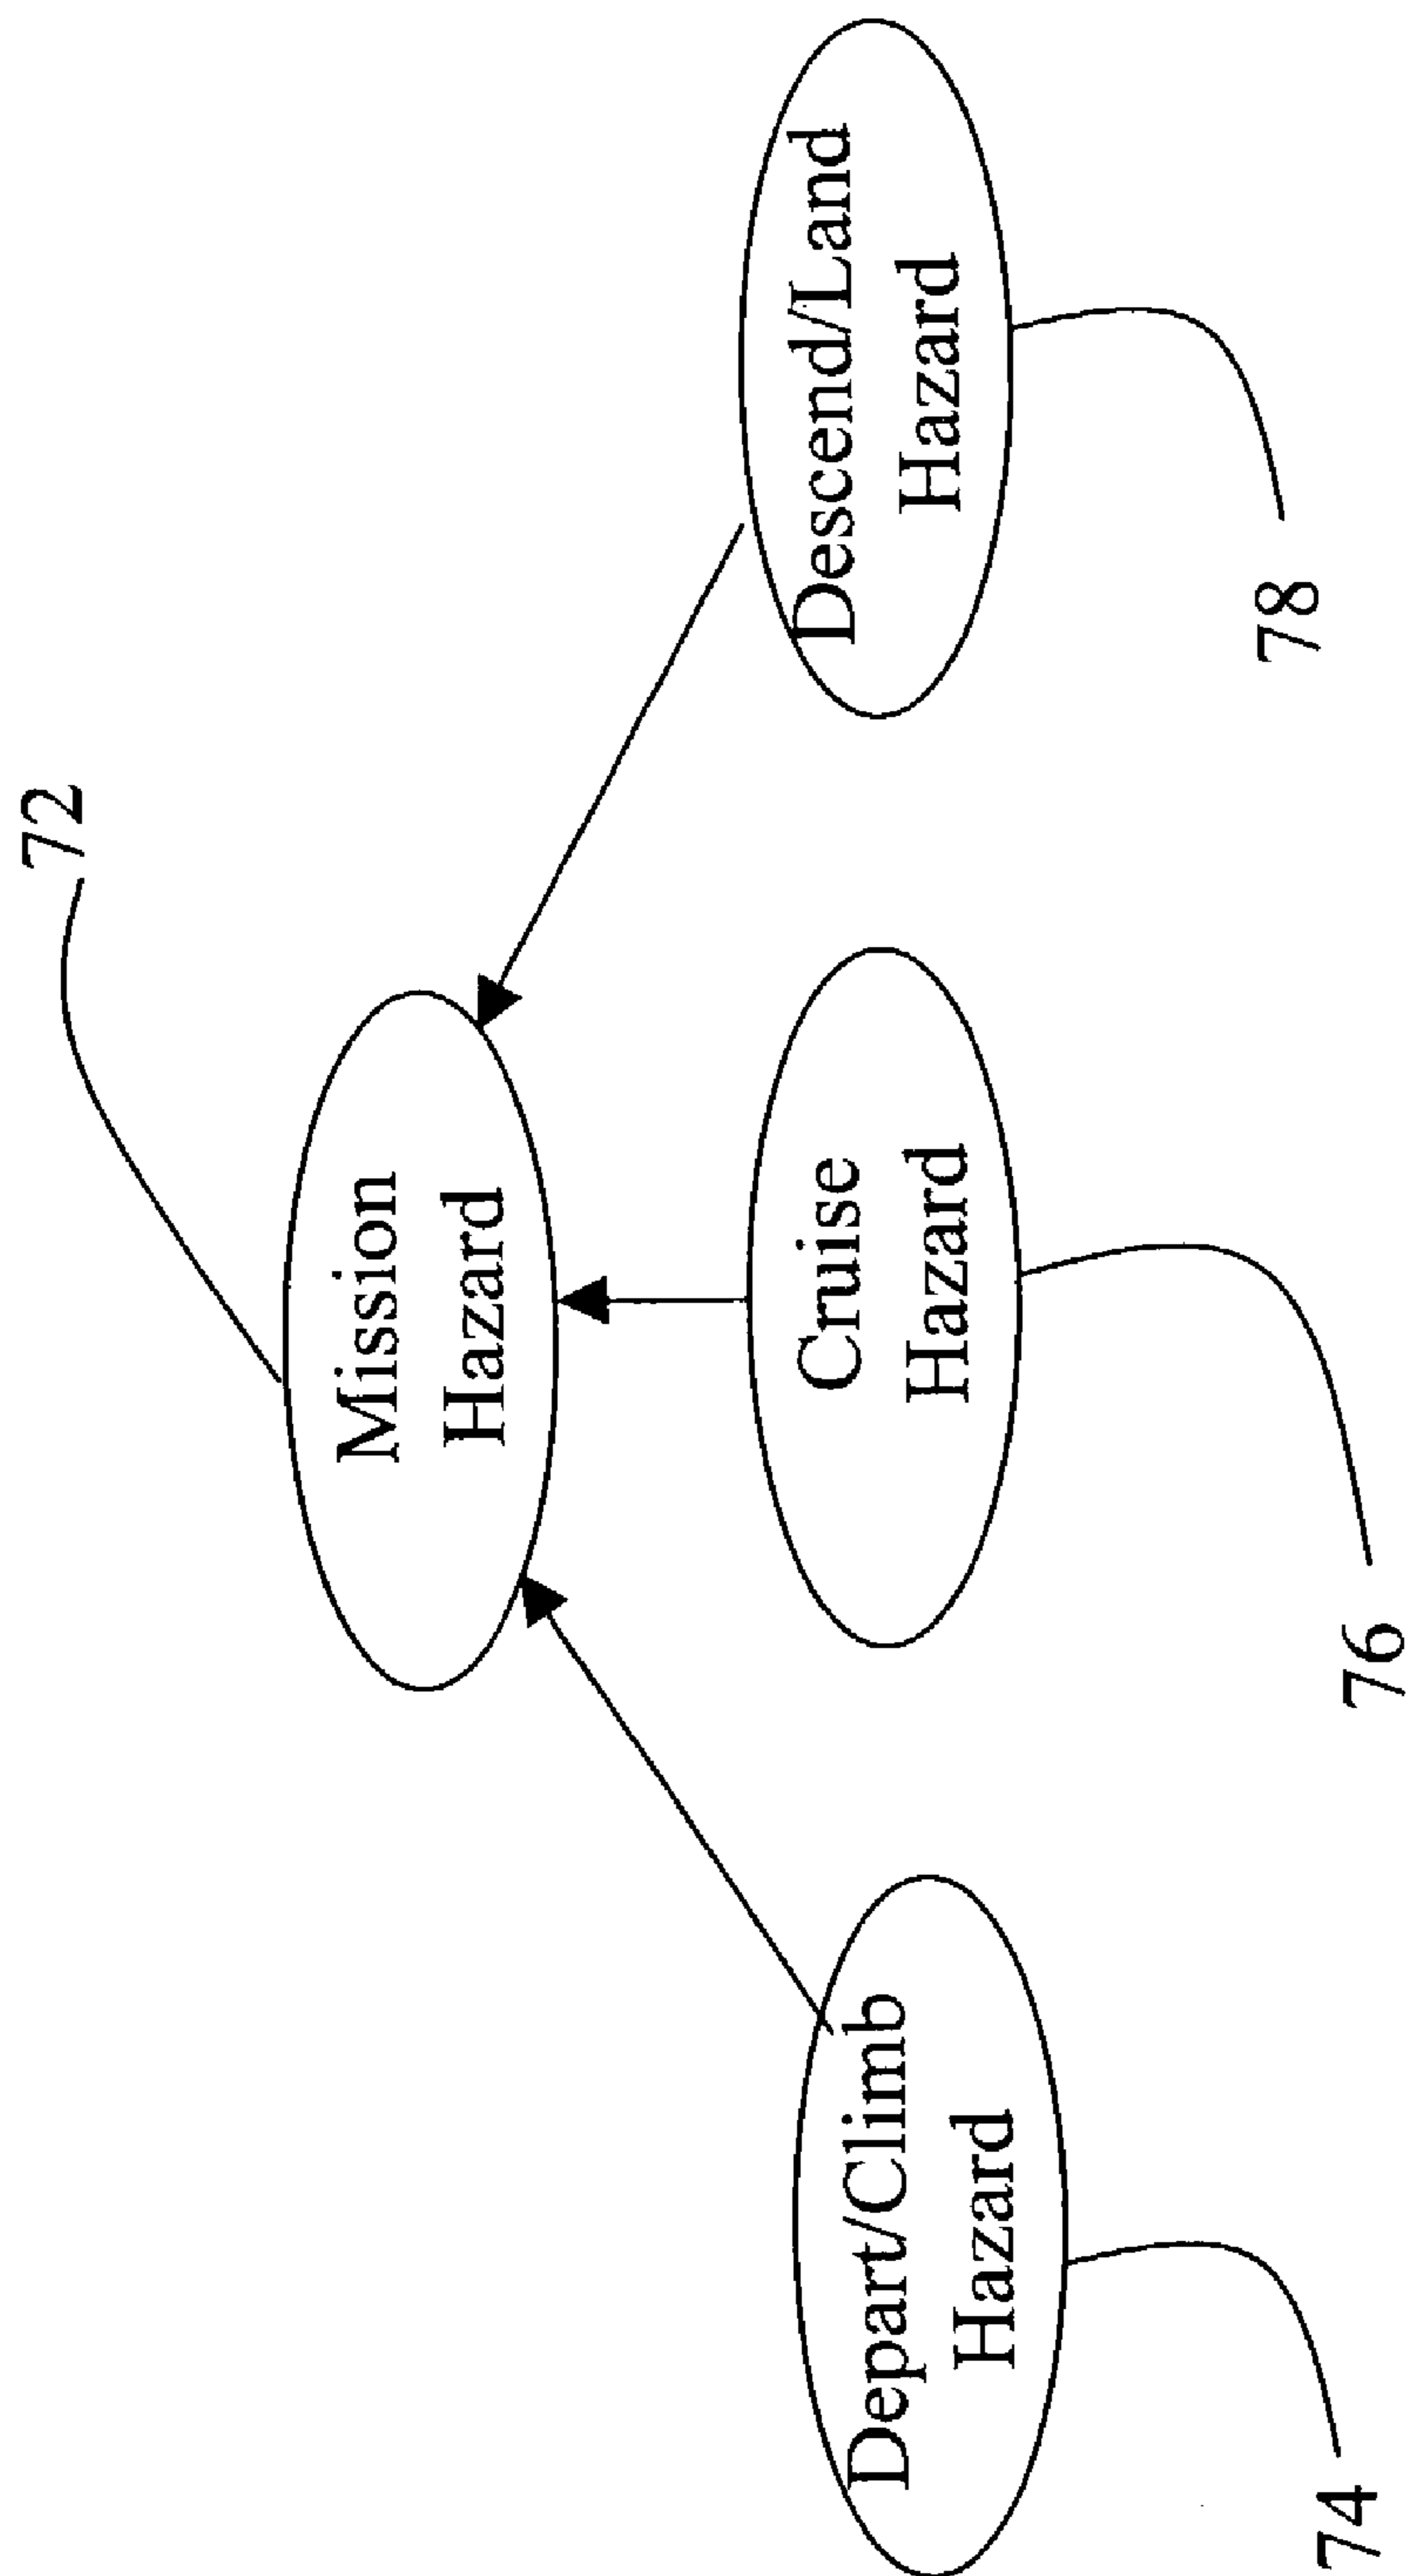 72
Mission
Hazard
Depart/Climb
Hazard
Cruise
Hazard
Descend/Land
Hazard
74
76
78